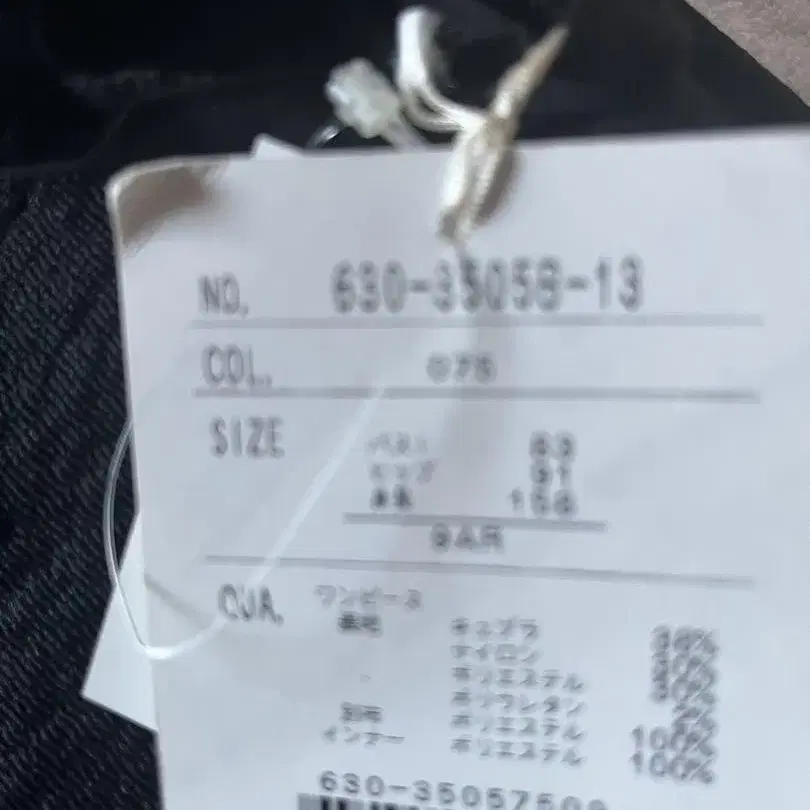 NO. 630-35058-13
COL. 075
SIZE バスト 83
ヒップ 91
身長 158
9AR
QUA. ワンピース
表地 キュプラ
ナイロン
ポリエステル
ポリウレタン
別布 ポリエステル 100%
インナー ポリエステル 100%